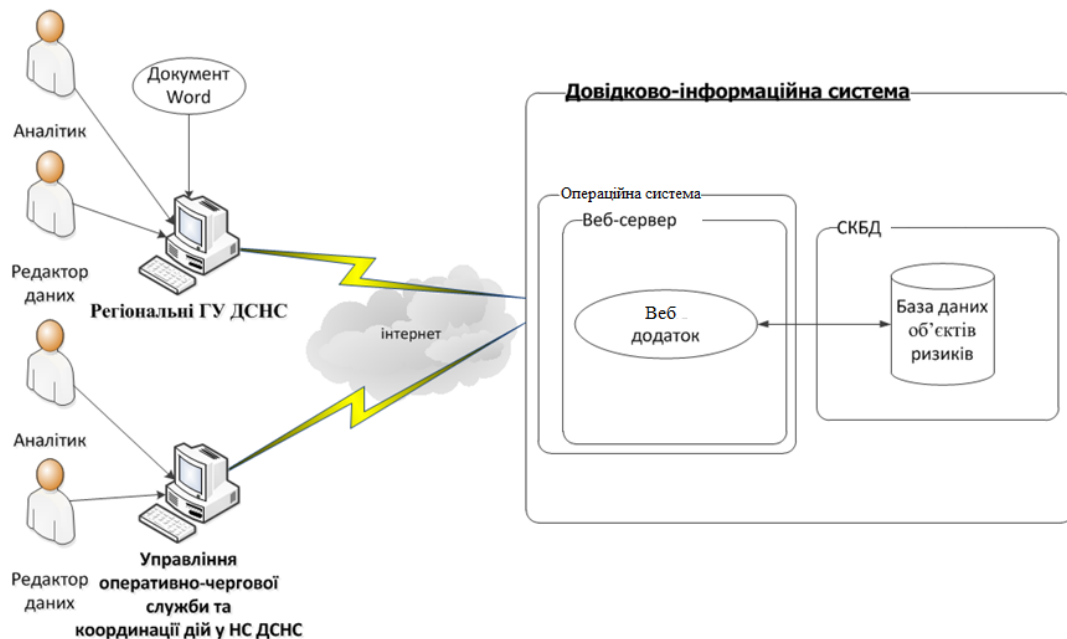 Документ
Word
Аналітик
Редактор
даних
Регіональні ГУ ДСНС
Аналітик
Редактор
даних
Управління
оперативно-чергової
служби та
координації дій у НС ДСНС
інтернет
Довідково-інформаційна система
Операційна система
Веб-сервер
Веб
додаток
СКБД
База даних
об’єктів
ризиків